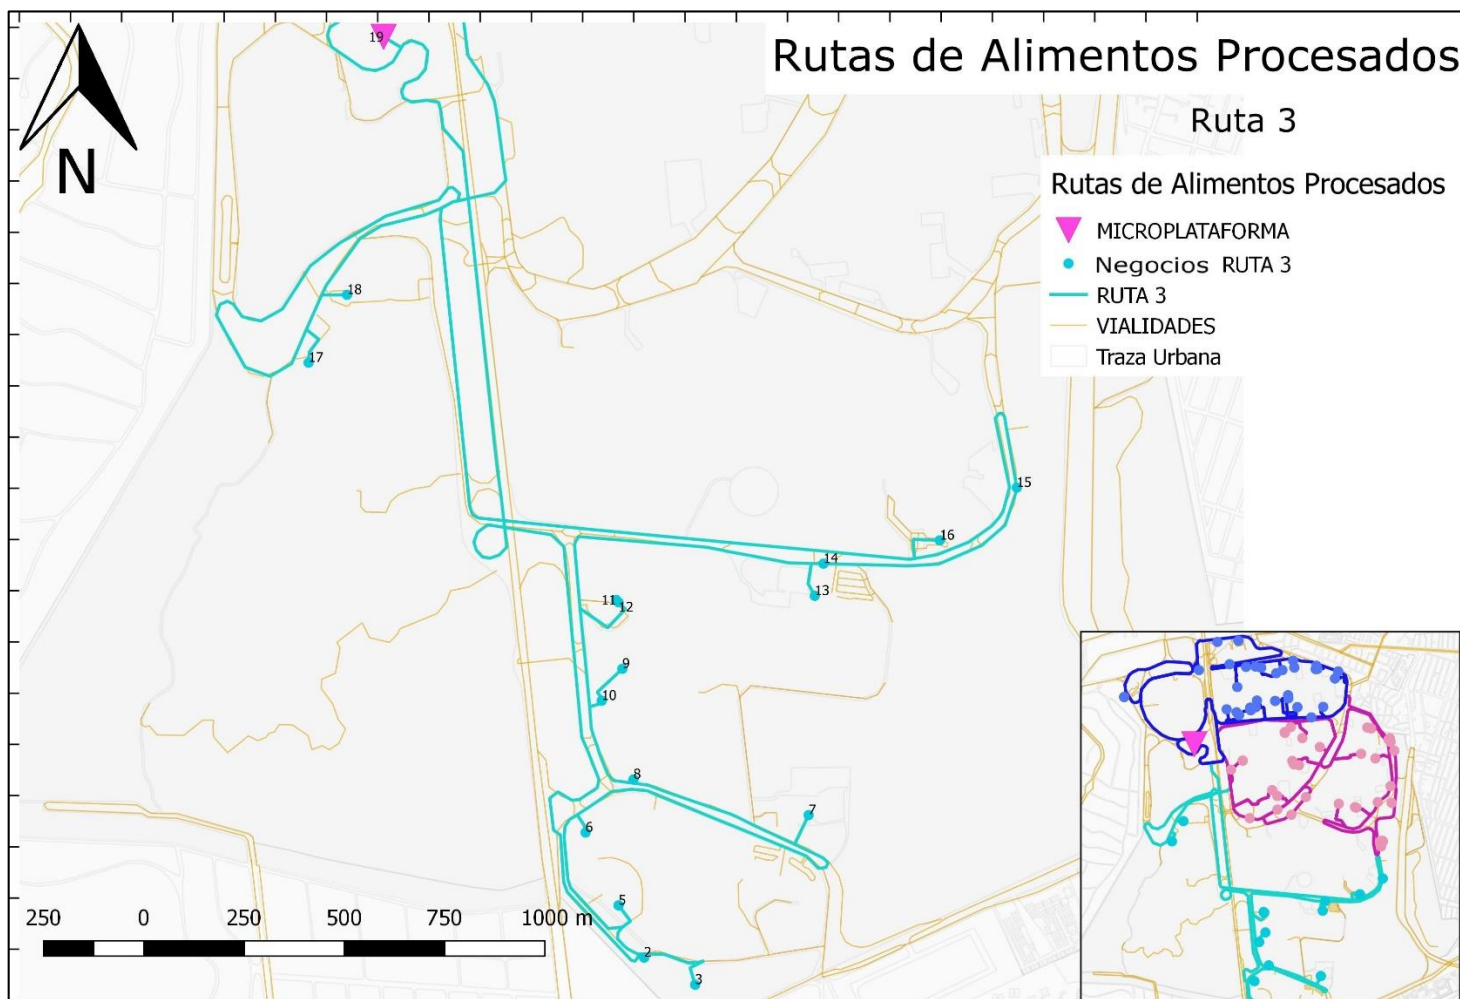 Rutas de Alimentos Procesados
Ruta 3
N
Rutas de Alimentos Procesados
MICROPLATAFORMA
Negocios RUTA 3
RUTA 3
VIALIDADES
Traza Urbana
19
18
17
15
16
14
13
11
12
9
10
8
7
6
5
2
3
250 0 250 500 750 1000 m